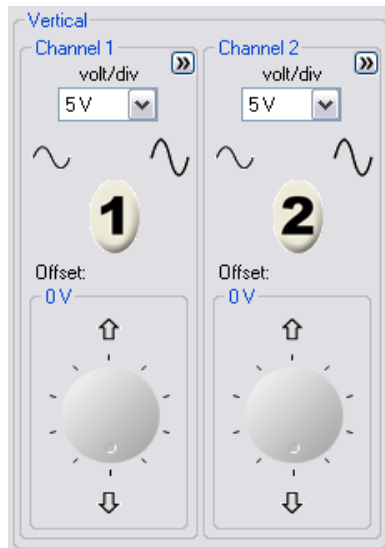 Vertical
Channel 1
volt/div
5 V
1
Offset:
0 V
Channel 2
volt/div
5 V
2
Offset:
0 V